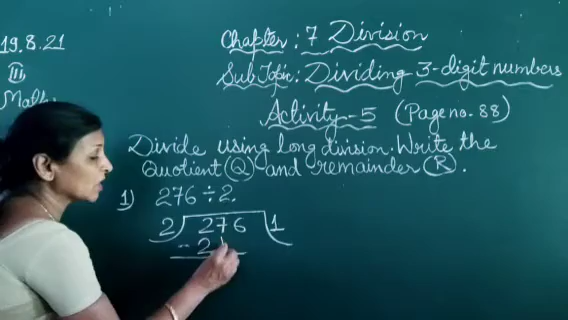 19.8.21
III
Maths
Chapter : 7 Division
Sub Topic : Dividing 3-digit numbers
Activity-5 (Page no. 88)
Divide using long division. Write the
Quotient (Q) and remainder (R).
1) 276 ÷ 2.
2) 276 ( 1
- 2